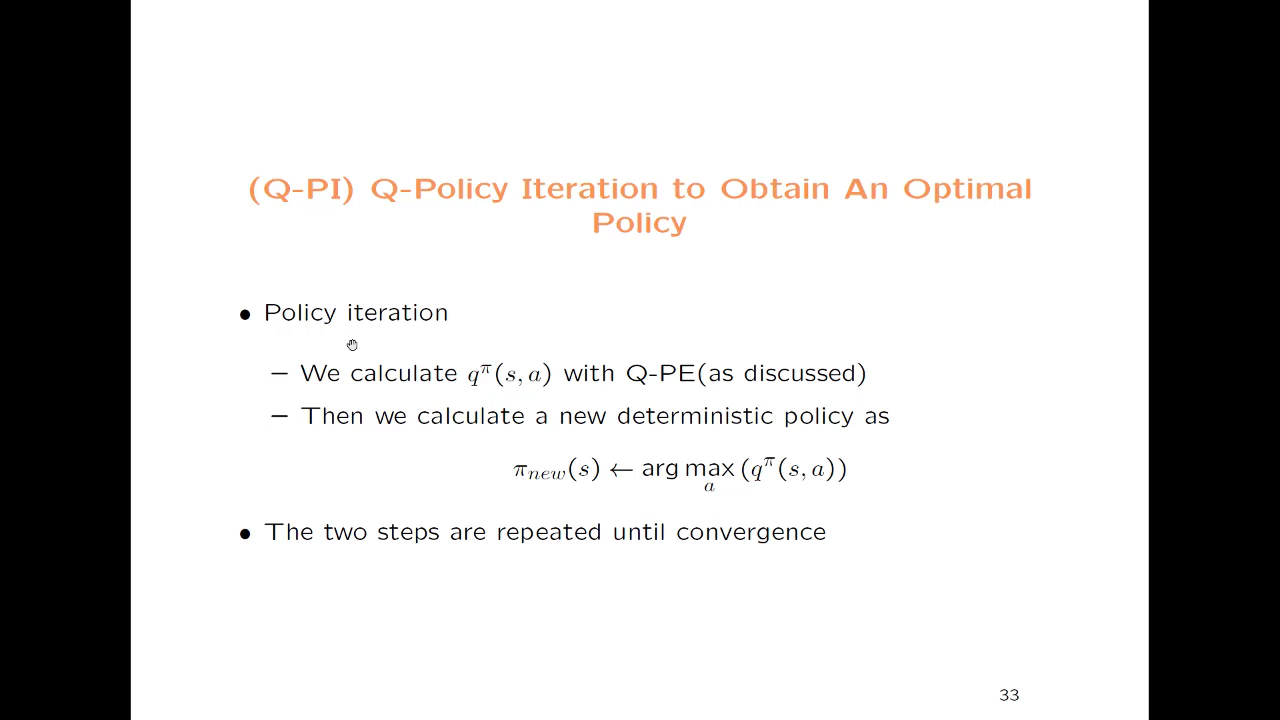 (Q-PI) Q-Policy Iteration to Obtain An Optimal
Policy
• Policy iteration
– We calculate q^π(s, a) with Q-PE(as discussed)
– Then we calculate a new deterministic policy as
π_new(s) ← arg max_a (q^π(s, a))
• The two steps are repeated until convergence
33